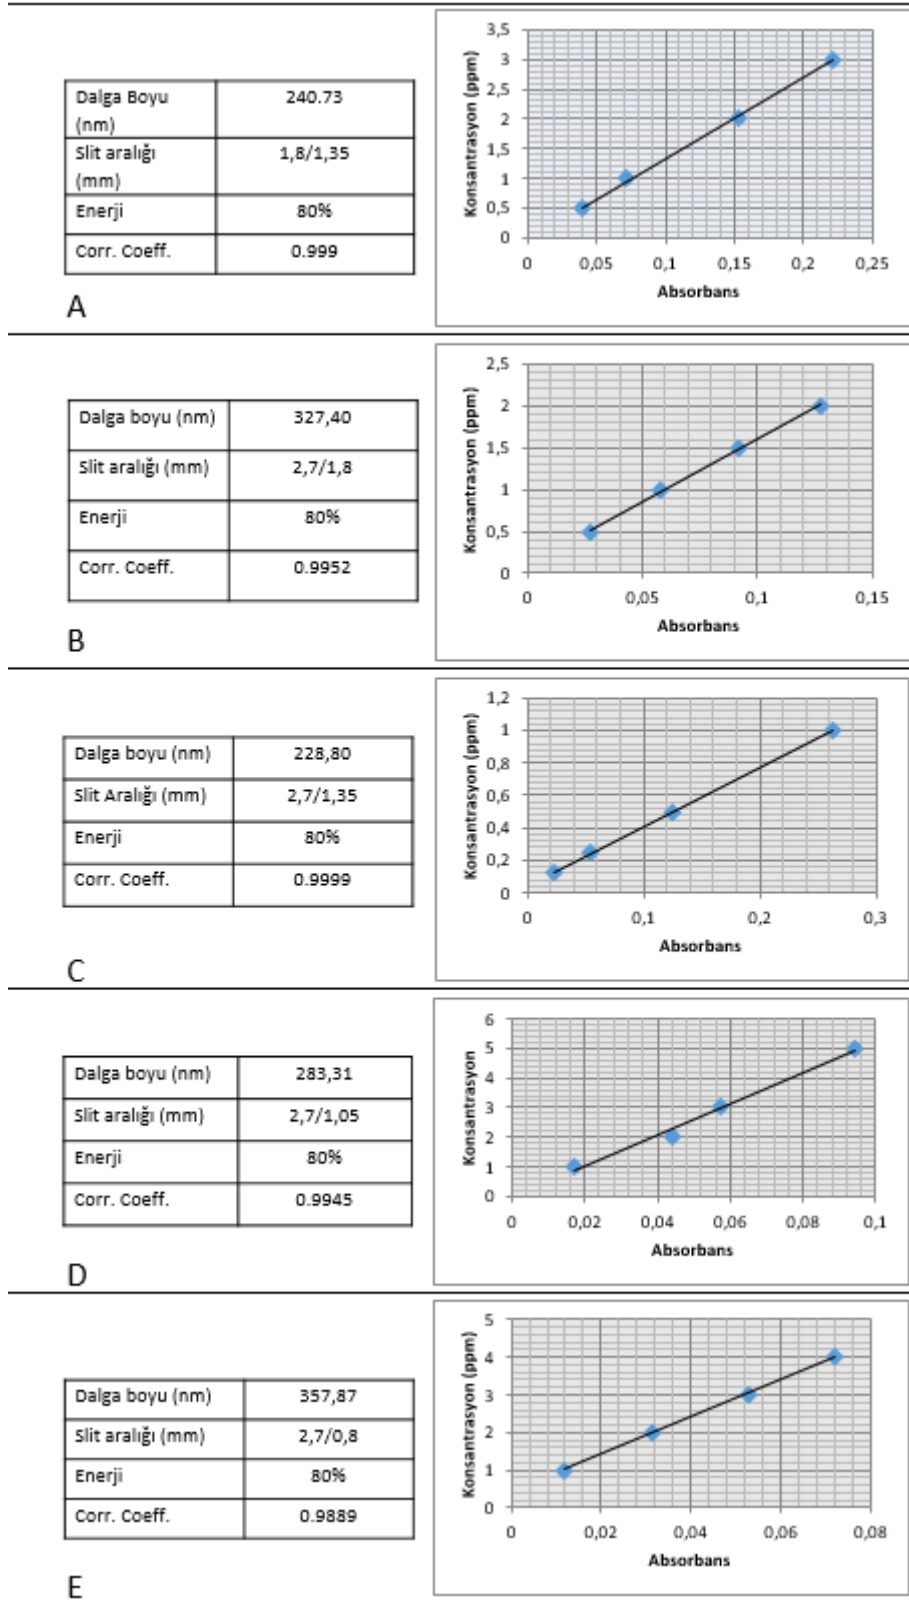 Dalga Boyu
(nm)
240.73
Slit aralığı
(mm)
1,8/1,35
Enerji
80%
Corr. Coeff.
0.999
A
Konsantrasyon (ppm)
3,5
3
2,5
2
1,5
1
0,5
0
0
0,05
0,1
0,15
0,2
0,25
Absorbans
Dalga boyu (nm)
327,40
Slit aralığı (mm)
2,7/1,8
Enerji
80%
Corr. Coeff.
0.9952
B
Konsantrasyon (ppm)
2,5
2
1,5
1
0,5
0
0
0,05
0,1
0,15
Absorbans
Dalga boyu (nm)
228,80
Slit Aralığı (mm)
2,7/1,35
Enerji
80%
Corr. Coeff.
0.9999
C
Konsantrasyon (ppm)
1,2
1
0,8
0,6
0,4
0,2
0
0
0,1
0,2
0,3
Absorbans
Dalga boyu (nm)
283,31
Slit aralığı (mm)
2,7/1,05
Enerji
80%
Corr. Coeff.
0.9945
D
Konsantrasyon
6
5
4
3
2
1
0
0
0,02
0,04
0,06
0,08
0,1
Absorbans
Dalga boyu (nm)
357,87
Slit aralığı (mm)
2,7/0,8
Enerji
80%
Corr. Coeff.
0.9889
E
Konsantrasyon (ppm)
5
4
3
2
1
0
0
0,02
0,04
0,06
0,08
Absorbans